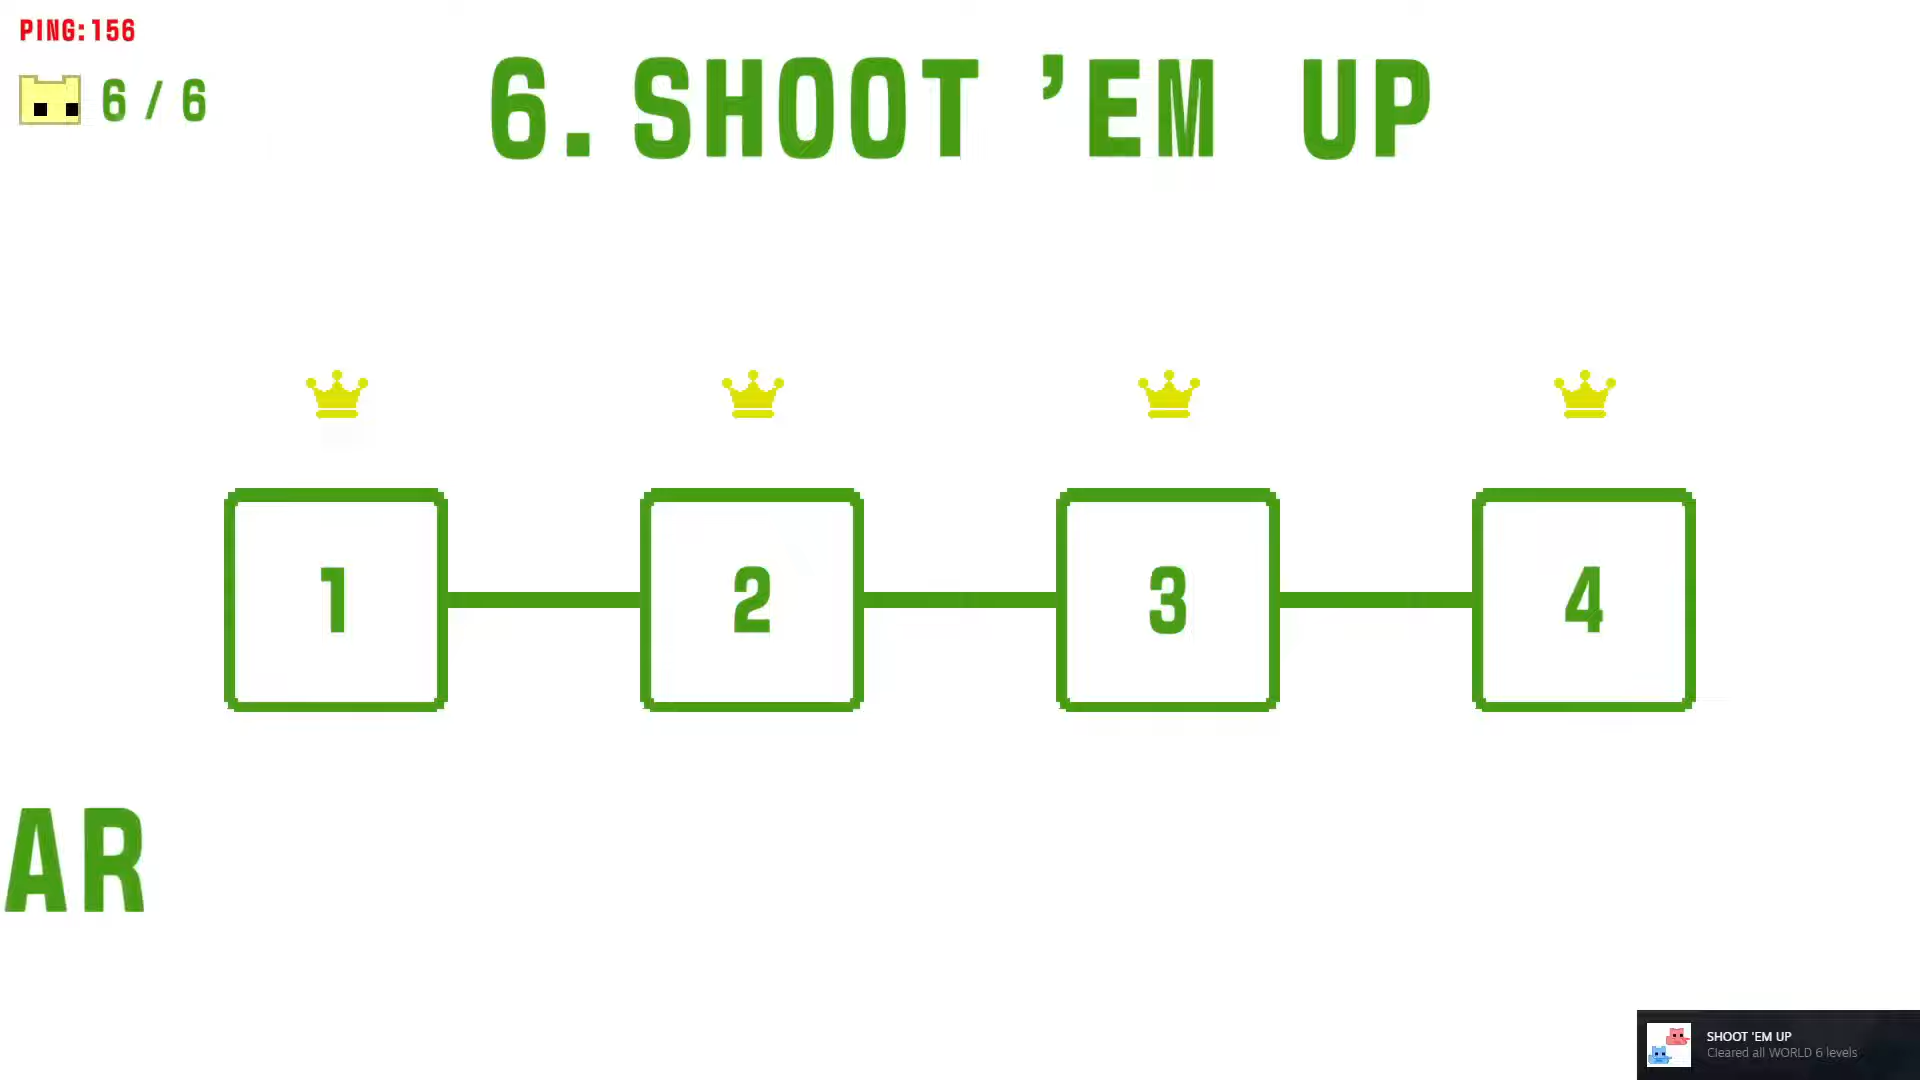 PING:156
6 / 6
6. SHOOT 'EM UP
1
2
3
4
AR
SHOOT 'EM UP
Cleared all WORLD 6 levels